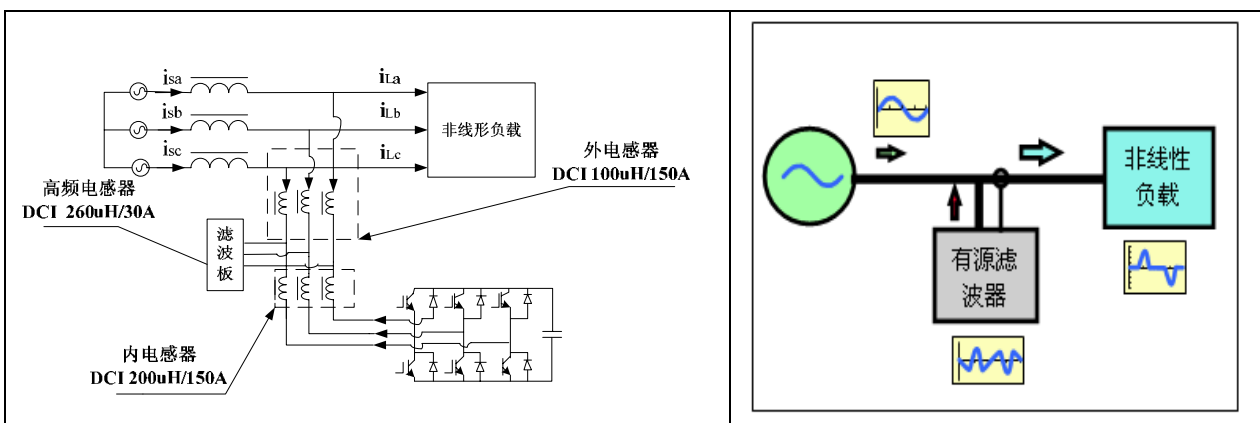 isa
iLa
isb
iLb
非线形负载
isc
iLc
外电感器
DCI 100uH/150A
高频电感器
DCI 260uH/30A
滤
波
板
内电感器
DCI 200uH/150A
非线性
负载
有源滤
波器